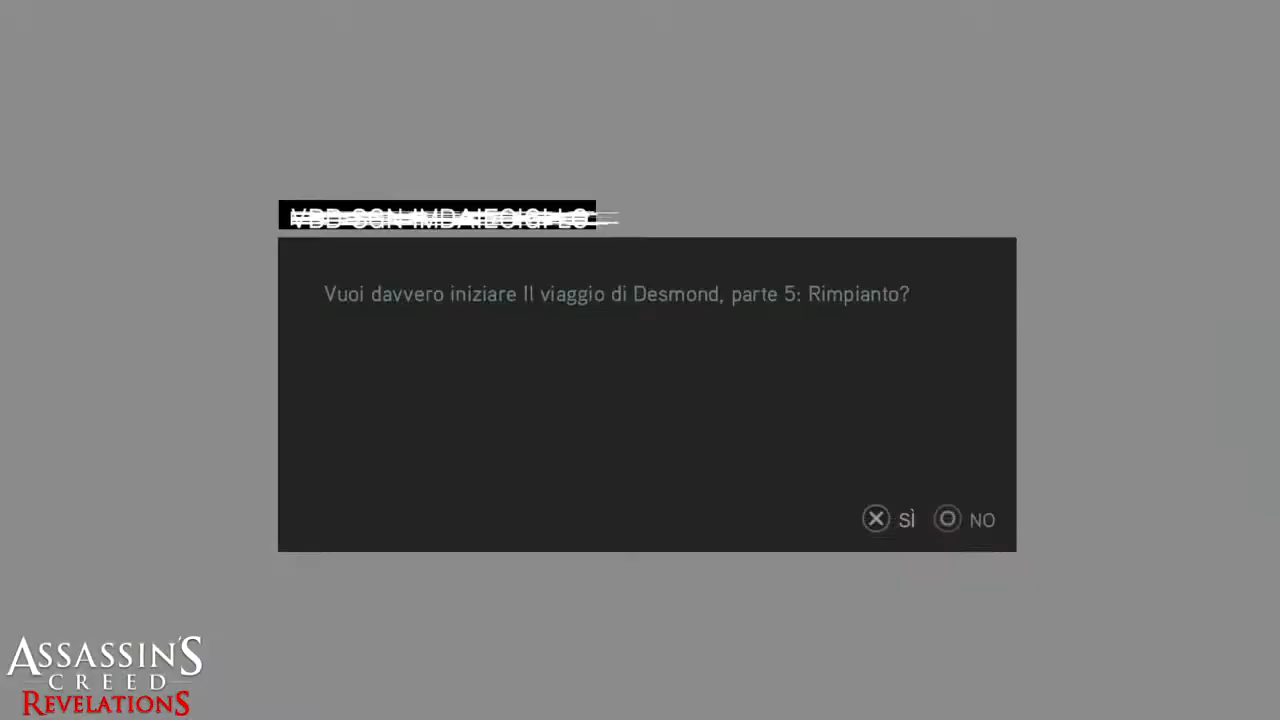 Vuoi davvero iniziare Il viaggio di Desmond, parte 5: Rimpianto?
SÌ NO
ASSASSIN'S
CREED
REVELATIONS